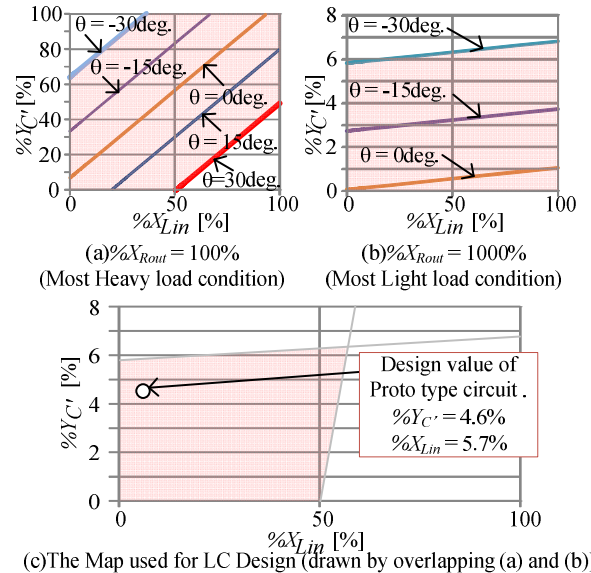 100
80
60
40
20
0
%YC' [%]
θ = -30deg.
θ = -15deg.
θ = 0deg.
θ = 15deg.
θ=30deg.
0 50 100
%XLin [%]
(a)%XRout = 100%
(Most Heavy load condition)
8
6
4
2
0
%YC' [%]
θ = -30deg.
θ = -15deg.
θ = 0deg.
0 50 100
%XLin [%]
(b)%XRout = 1000%
(Most Light load condition)
8
6
4
2
0
%YC' [%]
Design value of
Proto type circuit .
%YC' = 4.6%
%XLin = 5.7%
0 50 100
%XLin [%]
(c)The Map used for LC Design (drawn by overlapping (a) and (b))